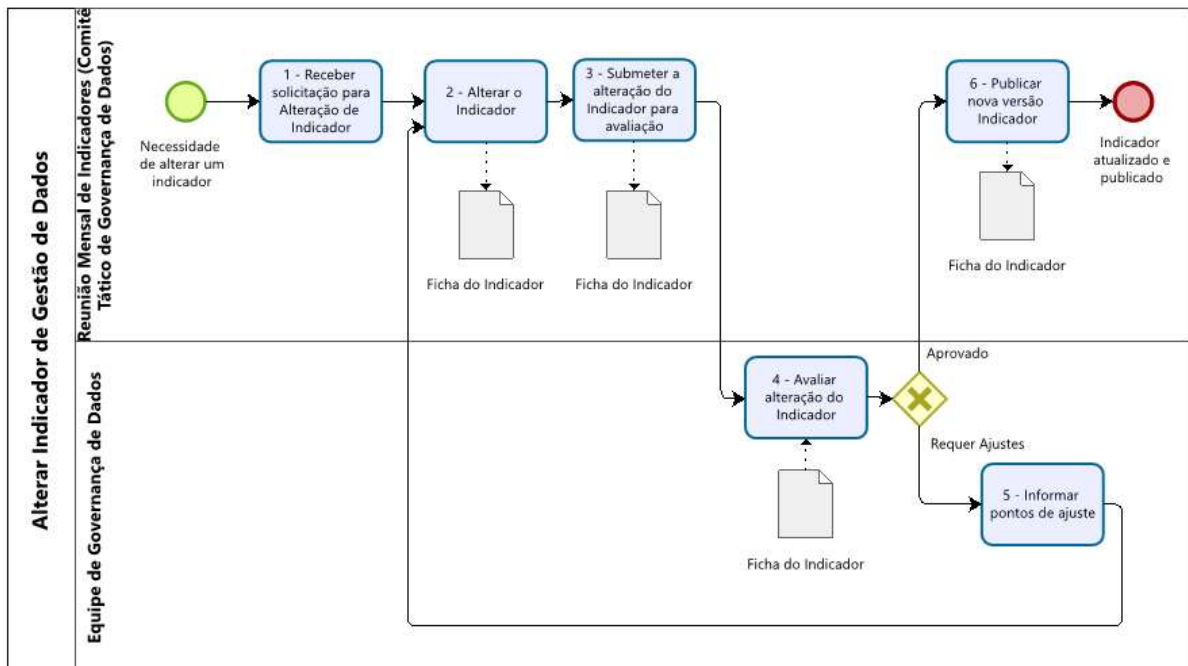 Alterar Indicador de Gestão de Dados
Reunião Mensal de Indicadores (Comitê
Tático de Governança de Dados)
Necessidade
de alterar um
indicador
1 - Receber
solicitação para
Alteração de
Indicador
2 - Alterar o
Indicador
Ficha do Indicador
3 - Submeter a
alteração do
Indicador para
avaliação
Ficha do Indicador
6 - Publicar
nova versão
Indicador
Ficha do Indicador
Indicador
atualizado e
publicado
Equipe de Governança de Dados
4 - Avaliar
alteração do
Indicador
Ficha do Indicador
Aprovado
Requer Ajustes
5 - Informar
pontos de ajuste